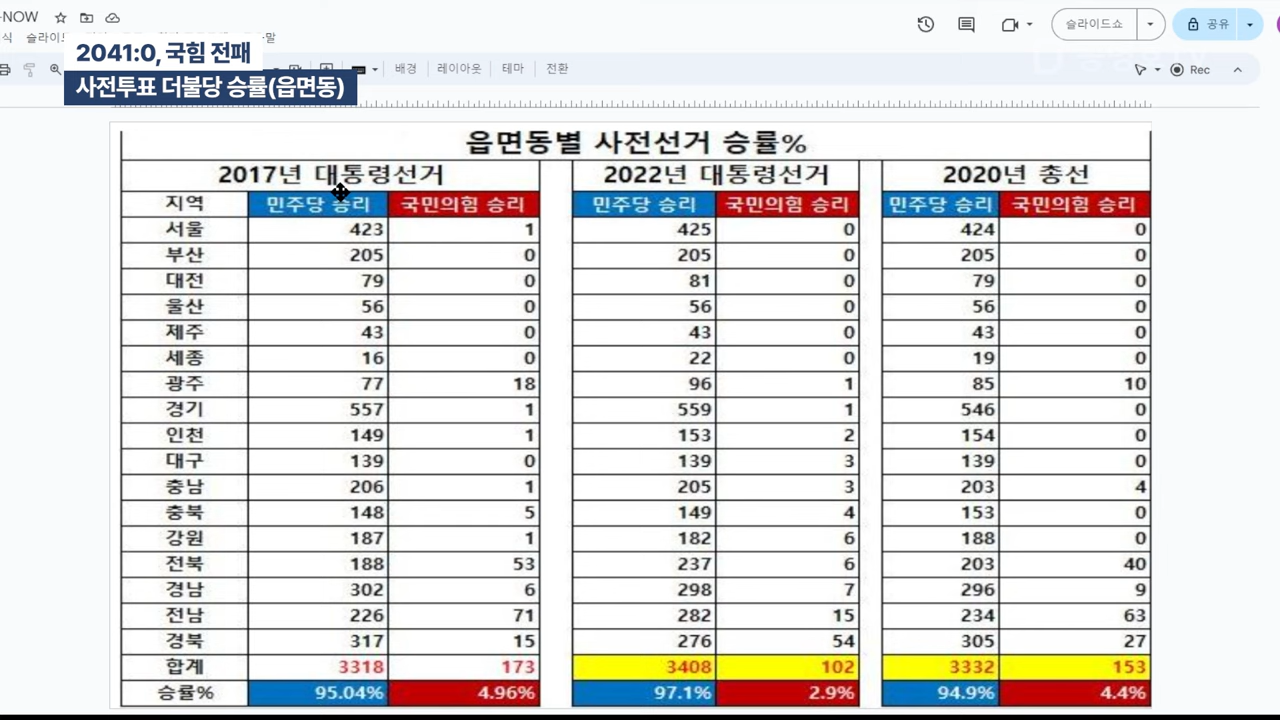 -NOW
슬라이드쇼
공유
2041:0, 국힘 전패
사전투표 더불당 승률(읍면동)
배경 레이아웃 테마 전환
Rec
읍면동별 사전선거 승률%
2017년 대통령선거 2022년 대통령선거 2020년 총선
지역 민주당 승리 국민의힘 승리 민주당 승리 국민의힘 승리 민주당 승리 국민의힘 승리
서울 423 1 425 0 424 0
부산 205 0 205 0 205 0
대전 79 0 81 0 79 0
울산 56 0 56 0 56 0
제주 43 0 43 0 43 0
세종 16 0 22 0 19 0
광주 77 18 96 1 85 10
경기 557 1 559 1 546 0
인천 149 1 153 2 154 0
대구 139 0 139 3 139 0
충남 206 1 205 3 203 4
충북 148 5 149 4 153 0
강원 187 1 182 6 188 0
전북 188 53 237 6 203 40
경남 302 6 298 7 296 9
전남 226 71 282 15 234 63
경북 317 15 276 54 305 27
합계 3318 173 3408 102 3332 153
승률% 95.04% 4.96% 97.1% 2.9% 94.9% 4.4%